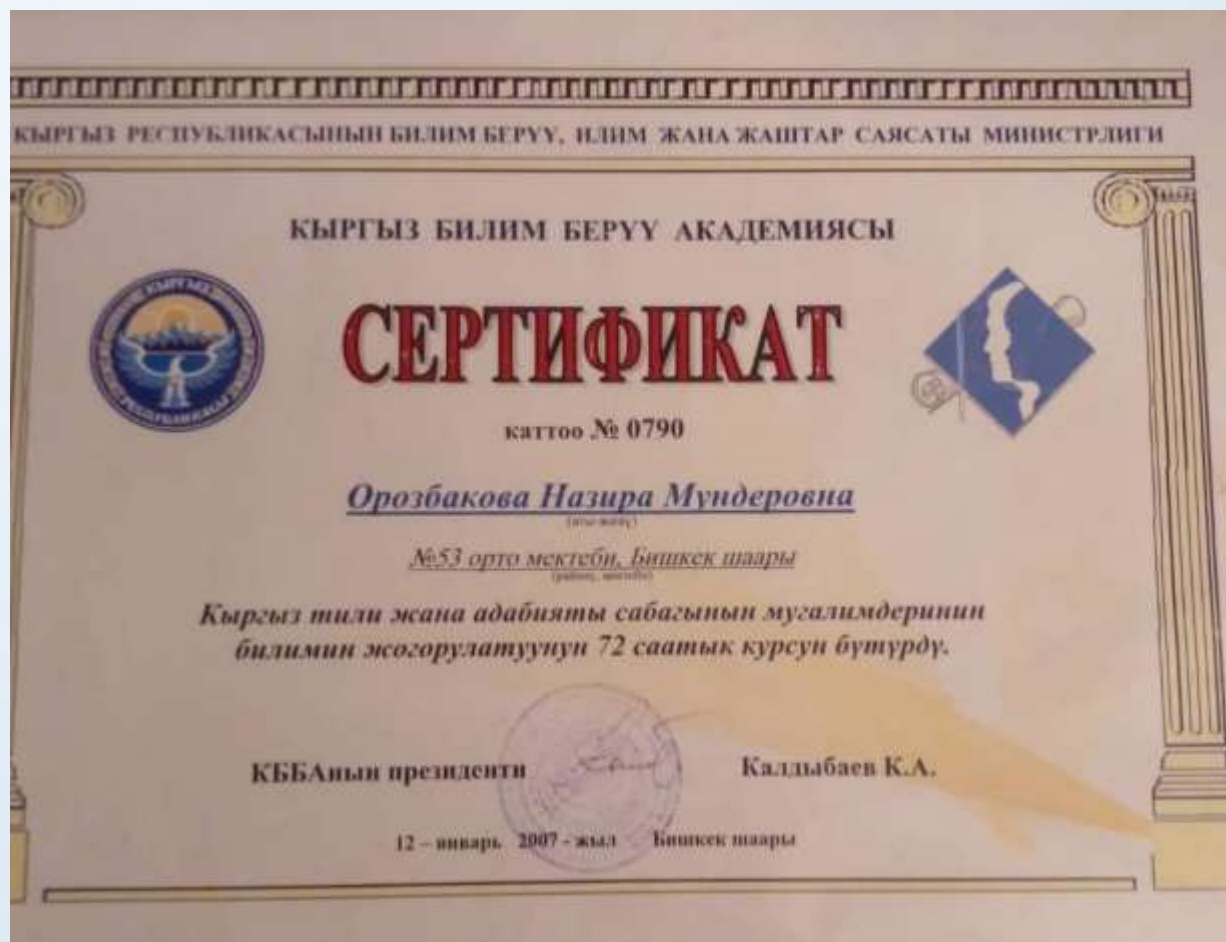 КЫРГЫЗ РЕСПУБЛИКАСЫНЫН БИЛИМ БЕРҮҮ, ИЛИМ ЖАНА ЖАШТАР САЯСАТЫ МИНИСТРЛИГИ
КЫРГЫЗ БИЛИМ БЕРҮҮ АКАДЕМИЯСЫ
СЕРТИФИКАТ
каттоо № 0790
Орозбакова Назира Мундеровна
№53 орто мектеби, Бишкек шаары
Кыргыз тили жана адабияты сабагынын мугалимдеринин
билимин жогорулатуунун 72 саатык курсун бүтүрдү.
КББАнын президенти Калдыбаев К.А.
12 – январь 2007 - жыл Бишкек шаары